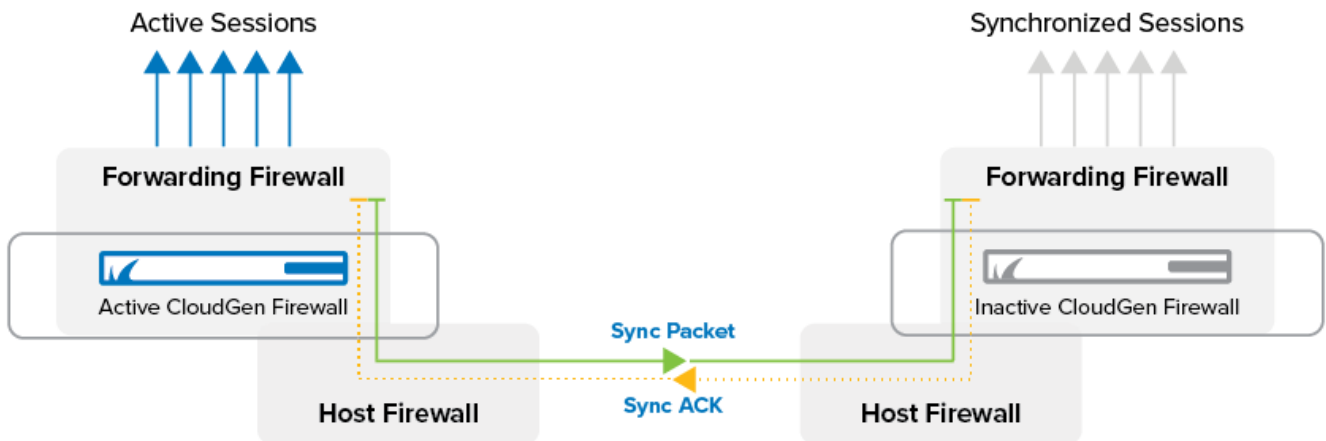 Active Sessions
Synchronized Sessions
Forwarding Firewall
Forwarding Firewall
Active CloudGen Firewall
Inactive CloudGen Firewall
Sync Packet
Sync ACK
Host Firewall
Host Firewall